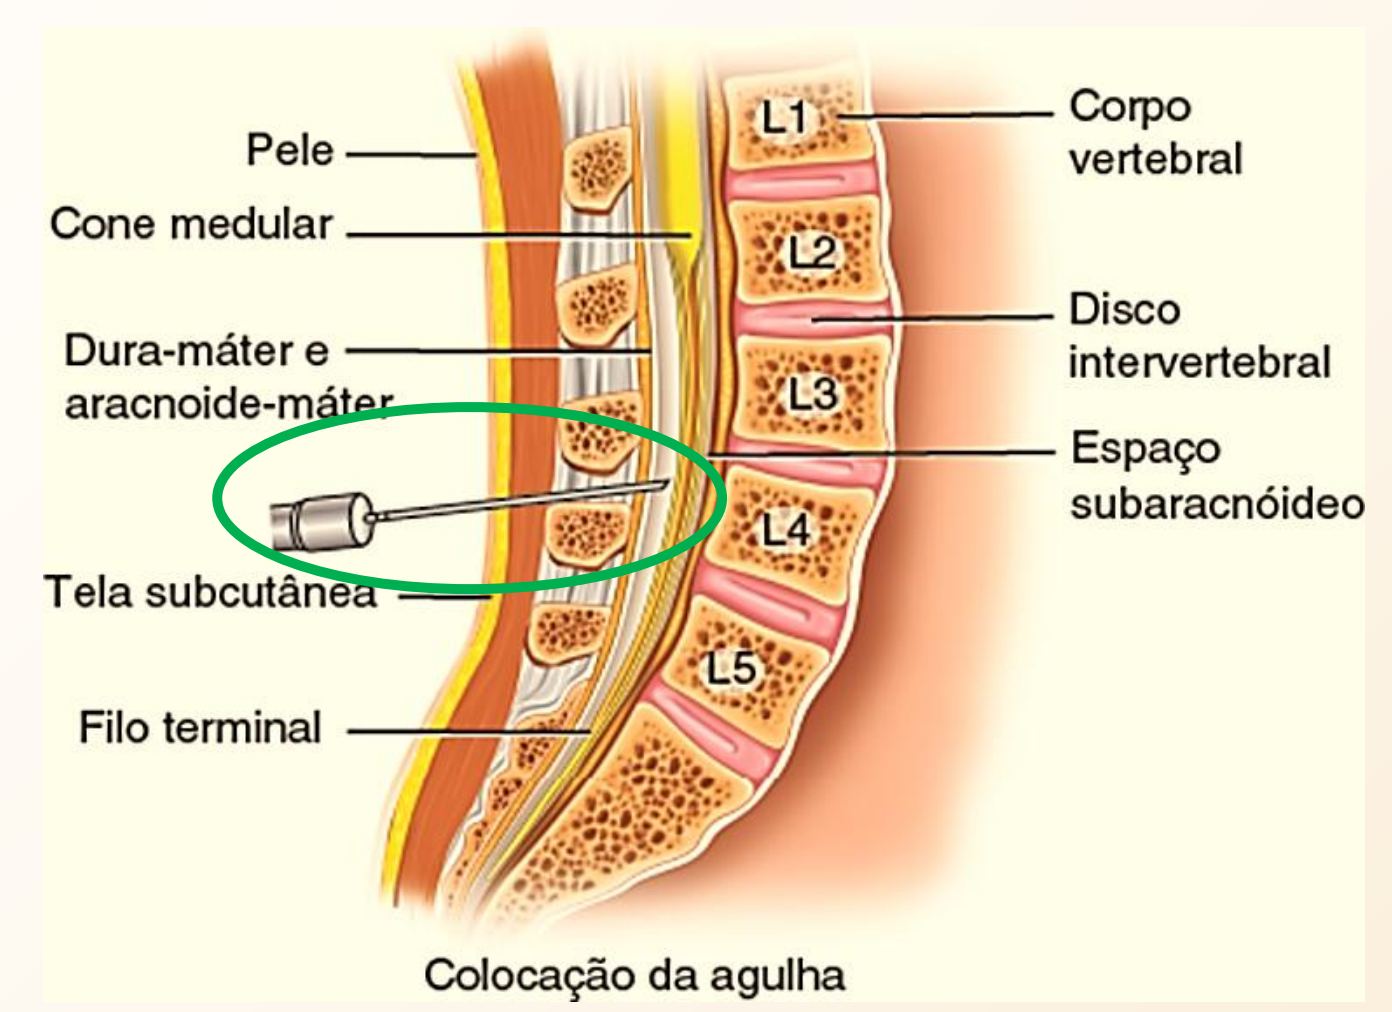 Pele
Cone medular
Dura-máter e
aracnoide-máter
Tela subcutânea
Filo terminal
L1
L2
L3
L4
L5
Corpo
vertebral
Disco
intervertebral
Espaço
subaracnóideo
Colocação da agulha